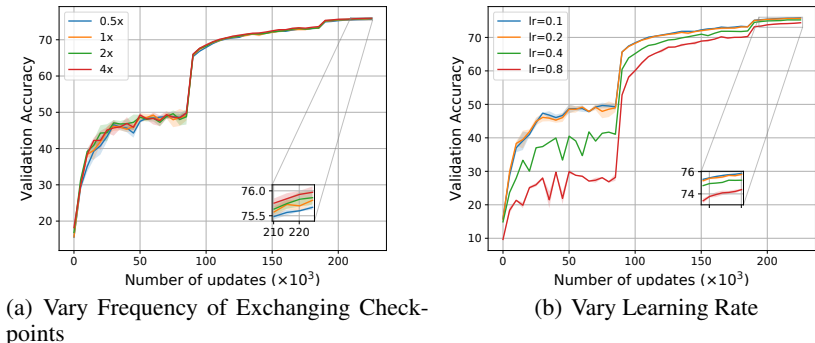 Validation Accuracy
70
60
50
40
30
20
0.5x
1x
2x
4x
76.0
75.5
210 220
0 50 100 150 200
Number of updates (×10³)
(a) Vary Frequency of Exchanging Check-
points
Validation Accuracy
70
60
50
40
30
20
10
lr=0.1
lr=0.2
lr=0.4
lr=0.8
76
74
0 50 100 150 200
Number of updates (×10³)
(b) Vary Learning Rate